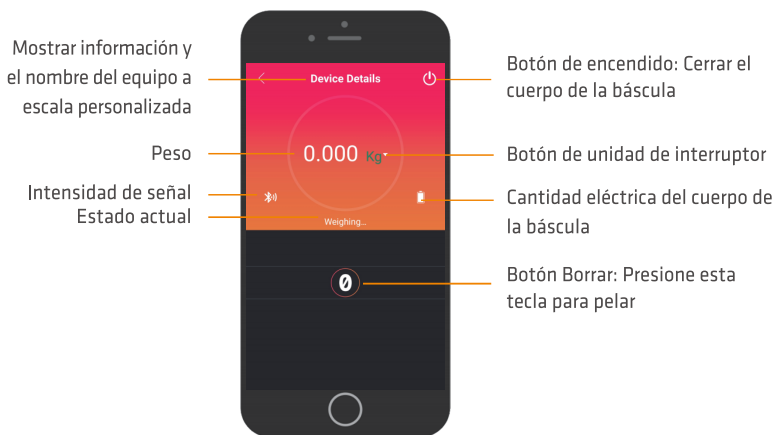 Mostrar información y
el nombre del equipo a
escala personalizada
Peso
Intensidad de señal
Estado actual
Device Details
0.000 Kg
Weighing...
0
Botón de encendido: Cerrar el
cuerpo de la báscula
Botón de unidad de interruptor
Cantidad eléctrica del cuerpo de
la báscula
Botón Borrar: Presione esta
tecla para pelar